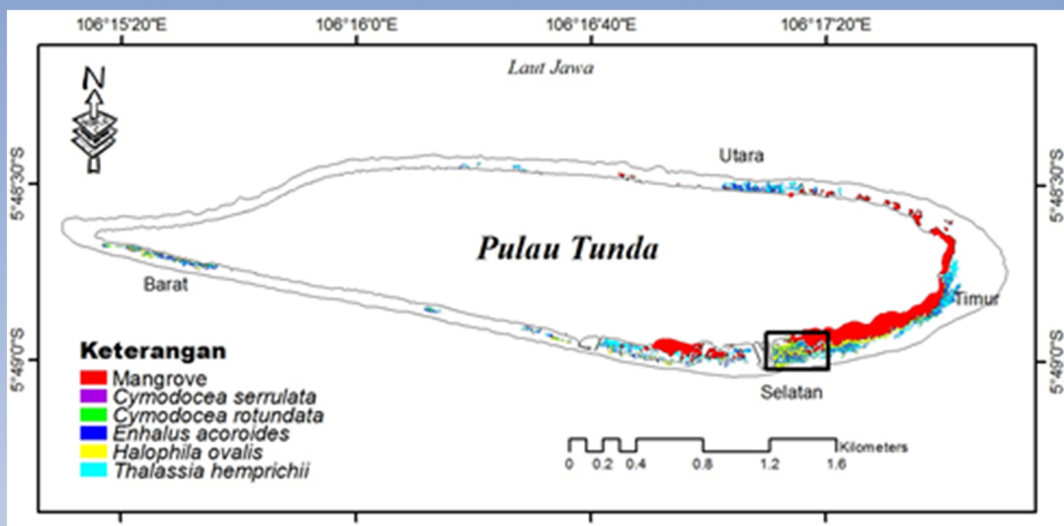 106°15'20"E 106°16'0"E 106°16'40"E 106°17'20"E
Laut Jawa
N
Utara
5°48'30"S 5°48'30"S
Pulau Tunda
Barat
Timur
5°49'0"S 5°49'0"S
Selatan
Keterangan
Mangrove
Cymodocea serrulata
Cymodocea rotundata
Enhalus acoroides
Halophila ovalis
Thalassia hemprichii
Kilometers
0 0.2 0.4 0.8 1.2 1.6